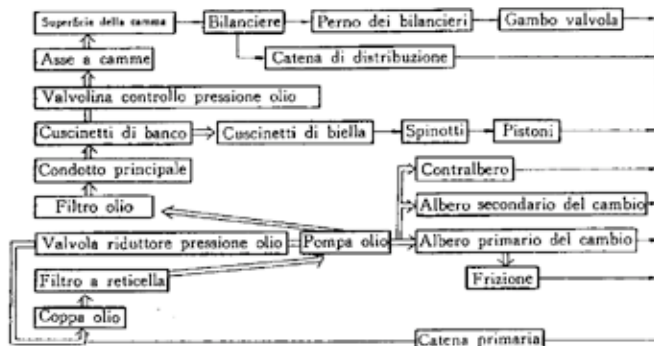 Superficie della camma
Bilanciere
Perno dei bilancieri
Gambo valvola
Asse a camme
Catena di distribuzione
Valvolina controllo pressione olio
Cuscinetti di banco
Cuscinetti di biella
Spinotti
Pistoni
Condotto principale
Contralbero
Filtro olio
Albero secondario del cambio
Valvola riduttore pressione olio
Pompa olio
Albero primario del cambio
Filtro a reticella
Frizione
Coppa olio
Catena primaria